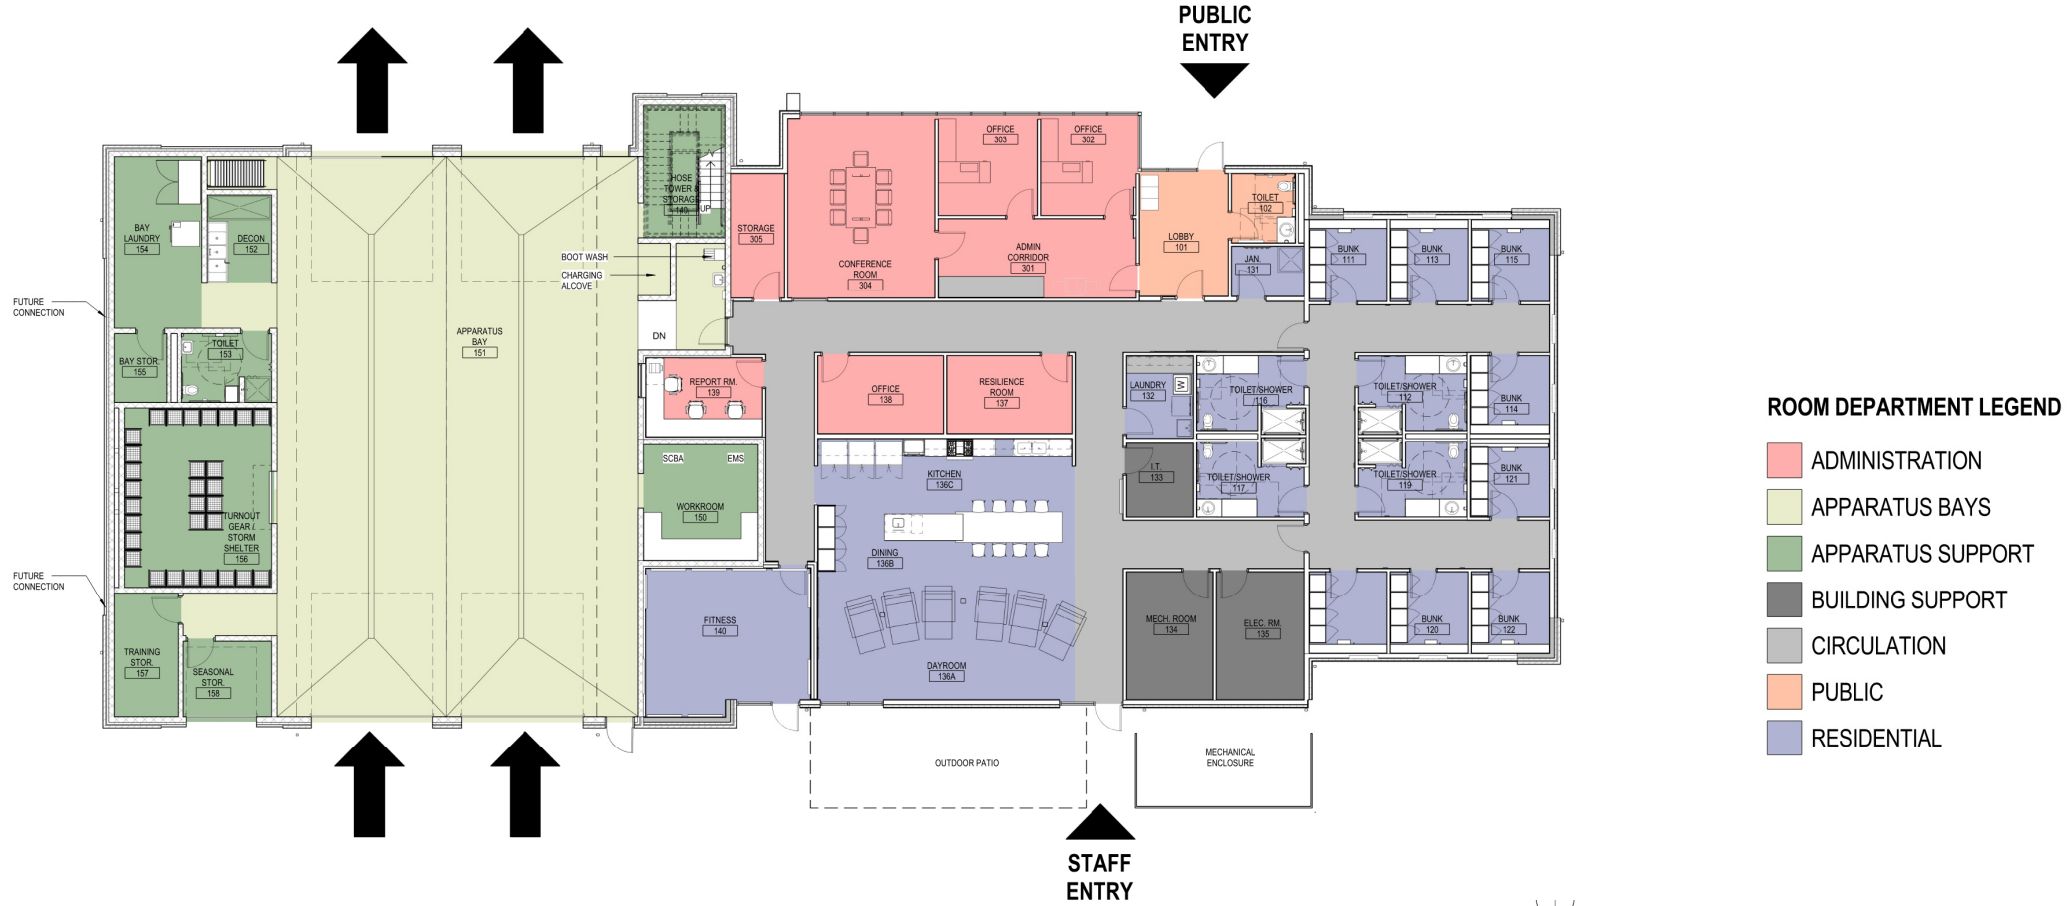 PUBLIC
ENTRY
HOSE
TOWER &
STORAGE
UP
BAY
LAUNDRY
154
DECON
152
BOOT WASH
CHARGING
ALCOVE
STORAGE
305
CONFERENCE
ROOM
304
OFFICE
303
OFFICE
302
ADMIN
CORRIDOR
301
LOBBY
101
TOILET
102
JAN.
131
BUNK
111
BUNK
113
BUNK
115
FUTURE
CONNECTION
APPARATUS
BAY
151
DN
BAY STOR.
155
TOILET
153
REPORT RM.
139
OFFICE
138
RESILIENCE
ROOM
137
LAUNDRY
132
W
TOILET/SHOWER
116
TOILET/SHOWER
112
BUNK
114
SCBA
EMS
WORKROOM
150
KITCHEN
136C
I.T.
133
TOILET/SHOWER
117
TOILET/SHOWER
119
BUNK
121
TURNOUT
GEAR /
STORM
SHELTER
156
DINING
136B
FUTURE
CONNECTION
TRAINING
STOR.
157
SEASONAL
STOR.
158
FITNESS
140
DAYROOM
136A
MECH. ROOM
134
ELEC. RM.
135
BUNK
120
BUNK
122
OUTDOOR PATIO
MECHANICAL
ENCLOSURE
STAFF
ENTRY
ROOM DEPARTMENT LEGEND
ADMINISTRATION
APPARATUS BAYS
APPARATUS SUPPORT
BUILDING SUPPORT
CIRCULATION
PUBLIC
RESIDENTIAL